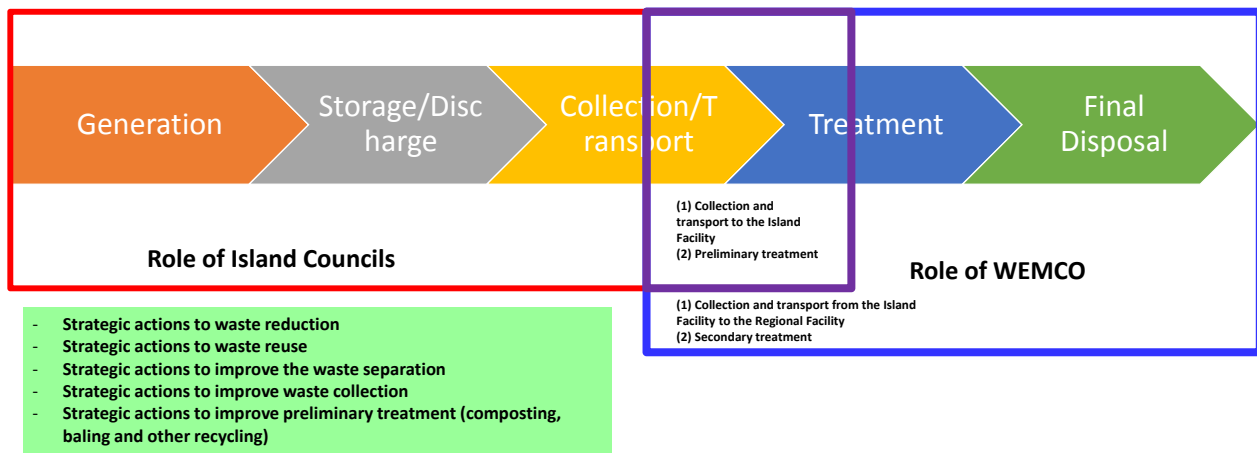 Generation
Storage/Disc
harge
Collection/T
ransport
Treatment
Final
Disposal
(1) Collection and
transport to the Island
Facility
(2) Preliminary treatment
Role of Island Councils
Role of WEMCO
(1) Collection and transport from the Island
Facility to the Regional Facility
(2) Secondary treatment
- Strategic actions to waste reduction
- Strategic actions to waste reuse
- Strategic actions to improve the waste separation
- Strategic actions to improve waste collection
- Strategic actions to improve preliminary treatment (composting,
baling and other recycling)